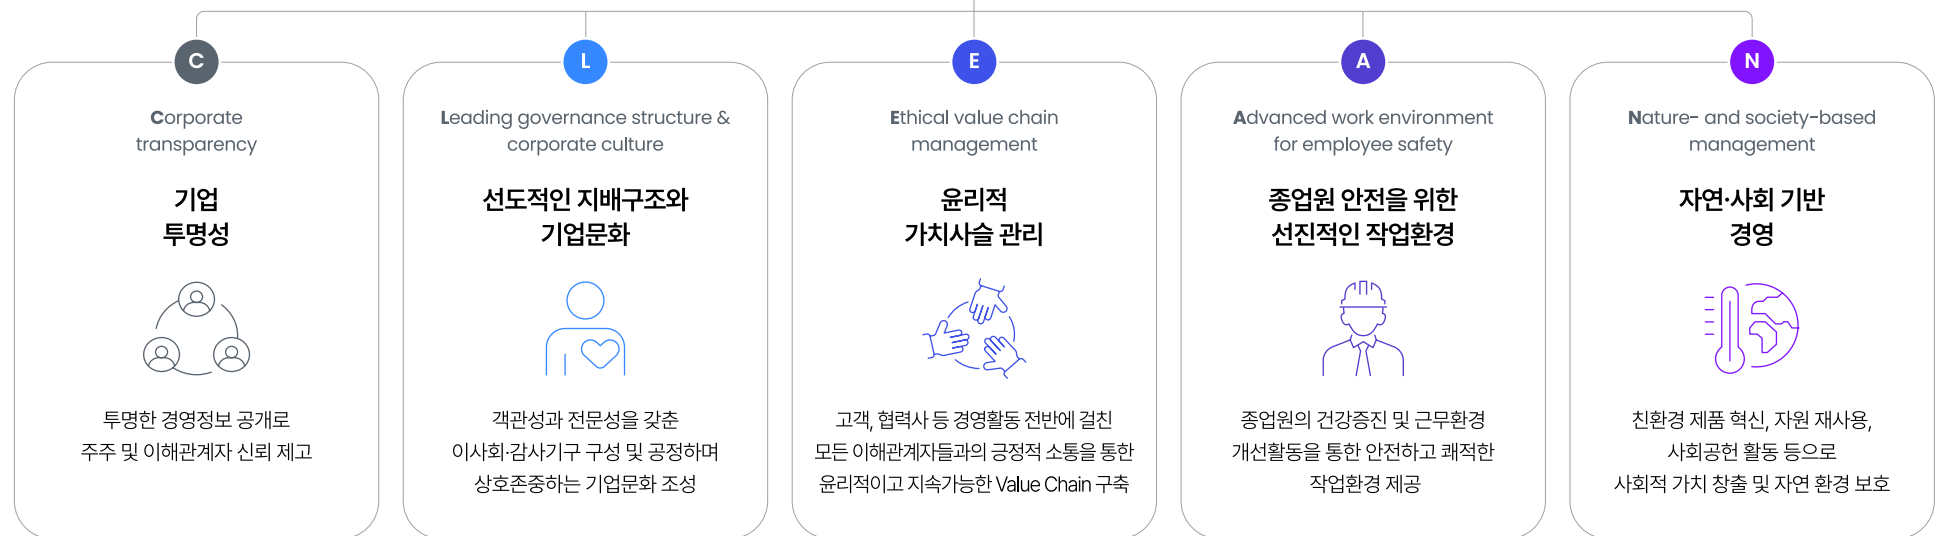 C
Corporate
transparency
기업
투명성
투명한 경영정보 공개로
주주 및 이해관계자 신뢰 제고
L
Leading governance structure &
corporate culture
선도적인 지배구조와
기업문화
객관성과 전문성을 갖춘
이사회·감사기구 구성 및 공정하며
상호존중하는 기업문화 조성
E
Ethical value chain
management
윤리적
가치사슬 관리
고객, 협력사 등 경영활동 전반에 걸친
모든 이해관계자들과의 긍정적 소통을 통한
윤리적이고 지속가능한 Value Chain 구축
A
Advanced work environment
for employee safety
종업원 안전을 위한
선진적인 작업환경
종업원의 건강증진 및 근무환경
개선활동을 통한 안전하고 쾌적한
작업환경 제공
N
Nature- and society-based
management
자연·사회 기반
경영
친환경 제품 혁신, 자원 재사용,
사회공헌 활동 등으로
사회적 가치 창출 및 자연 환경 보호